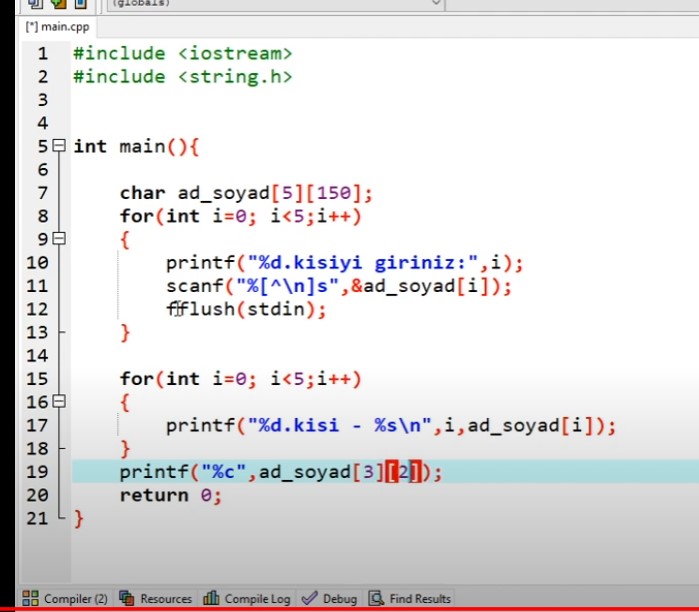 (globals)
[*] main.cpp
1 #include <iostream>
2 #include <string.h>
3
4
5 int main(){
6
7 char ad_soyad[5][150];
8 for(int i=0; i<5;i++)
9 {
10 printf("%d.kisiyi giriniz:",i);
11 scanf("%[^\n]s",&ad_soyad[i]);
12 fflush(stdin);
13 }
14
15 for(int i=0; i<5;i++)
16 {
17 printf("%d.kisi - %s\n",i,ad_soyad[i]);
18 }
19 printf("%c",ad_soyad[3][2]);
20 return 0;
21 }
Compiler (2) Resources Compile Log Debug Find Results